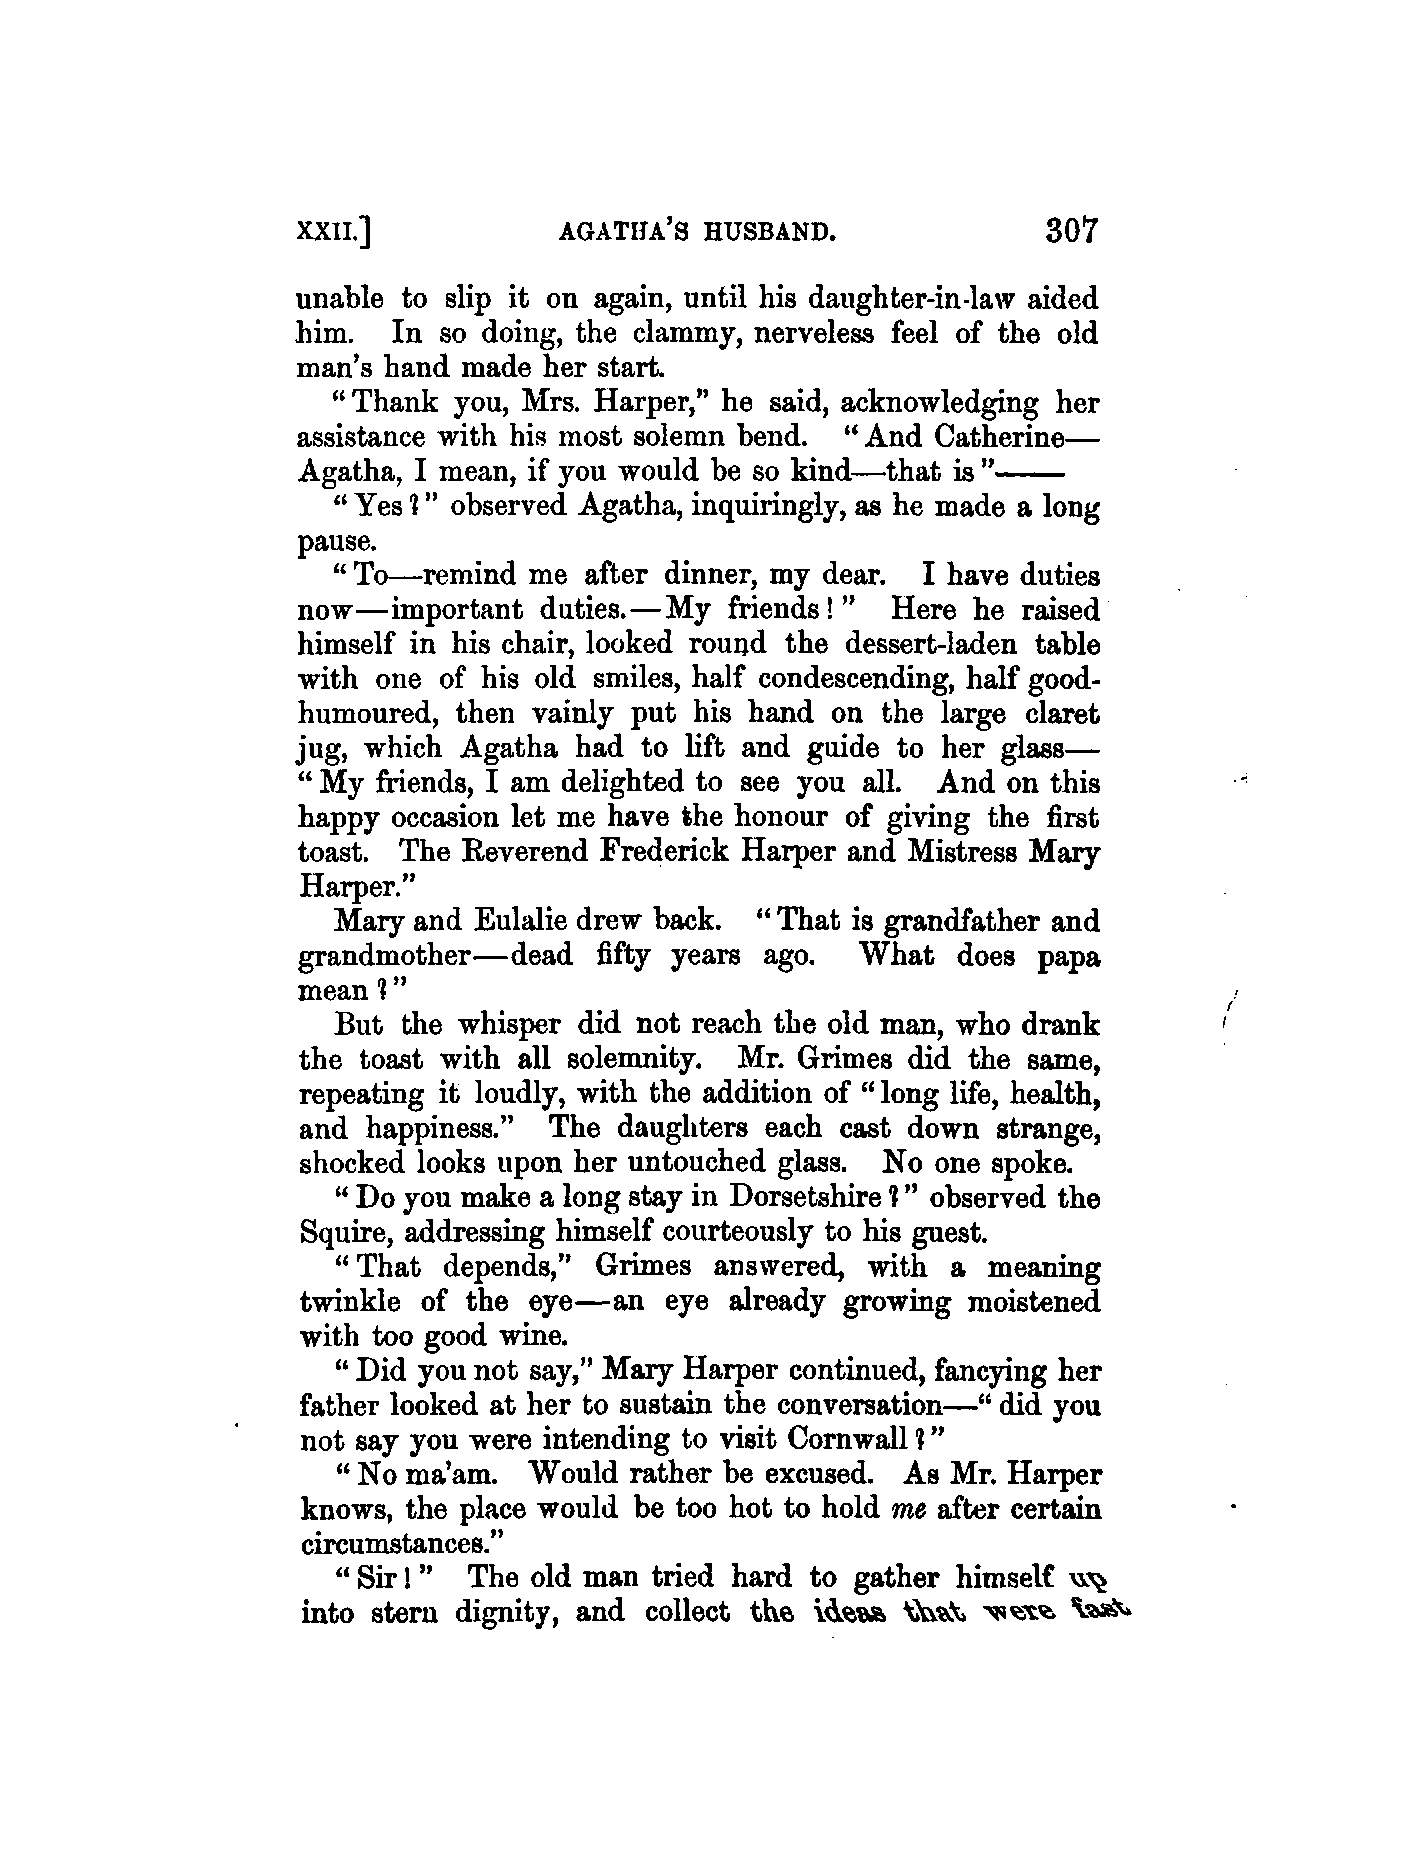 XXII.] AGATHA'S HUSBAND. 307
unable to slip it on again, until his daughter-in-law aided
him. In so doing, the clammy, nerveless feel of the old
man's hand made her start.
"Thank you, Mrs. Harper," he said, acknowledging her
assistance with his most solemn bend. "And Catherine—
Agatha, I mean, if you would be so kind—that is"——
"Yes?" observed Agatha, inquiringly, as he made a long
pause.
"To—remind me after dinner, my dear. I have duties
now—important duties.—My friends!" Here he raised
himself in his chair, looked round the dessert-laden table
with one of his old smiles, half condescending, half good-
humoured, then vainly put his hand on the large claret
jug, which Agatha had to lift and guide to her glass—
"My friends, I am delighted to see you all. And on this
happy occasion let me have the honour of giving the first
toast. The Reverend Frederick Harper and Mistress Mary
Harper."
Mary and Eulalie drew back. "That is grandfather and
grandmother—dead fifty years ago. What does papa
mean?"
But the whisper did not reach the old man, who drank
the toast with all solemnity. Mr. Grimes did the same,
repeating it loudly, with the addition of "long life, health,
and happiness." The daughters each cast down strange,
shocked looks upon her untouched glass. No one spoke.
"Do you make a long stay in Dorsetshire?" observed the
Squire, addressing himself courteously to his guest.
"That depends," Grimes answered, with a meaning
twinkle of the eye—an eye already growing moistened
with too good wine.
"Did you not say," Mary Harper continued, fancying her
father looked at her to sustain the conversation—"did you
not say you were intending to visit Cornwall?"
"No ma'am. Would rather be excused. As Mr. Harper
knows, the place would be too hot to hold me after certain
circumstances."
"Sir!" The old man tried hard to gather himself up
into stern dignity, and collect the ideas that were fast